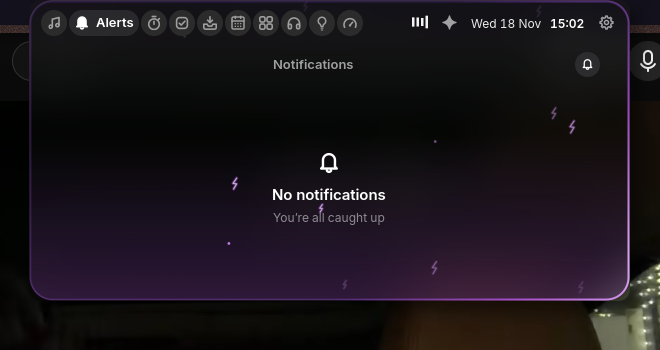 Alerts
Wed 18 Nov 15:02
Notifications
No notifications
You're all caught up